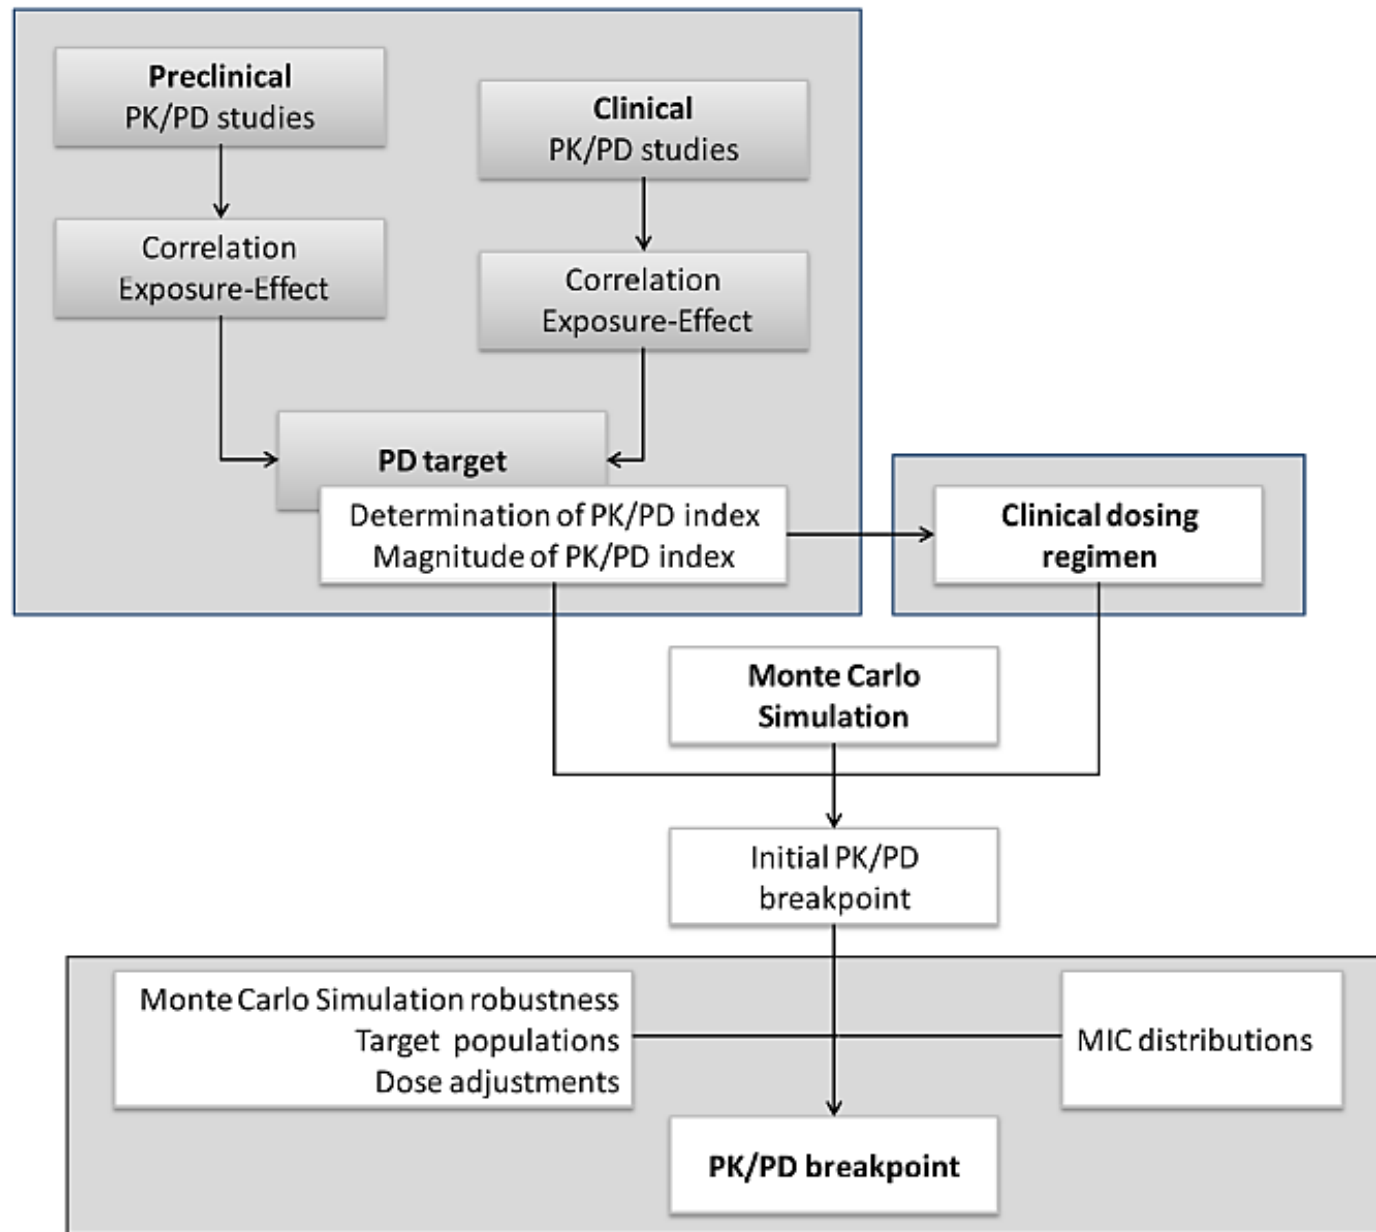 Preclinical
PK/PD studies
Clinical
PK/PD studies
Correlation
Exposure-Effect
Correlation
Exposure-Effect
PD target
Determination of PK/PD index
Magnitude of PK/PD index
Clinical dosing
regimen
Monte Carlo
Simulation
Initial PK/PD
breakpoint
Monte Carlo Simulation robustness
Target populations
Dose adjustments
MIC distributions
PK/PD breakpoint